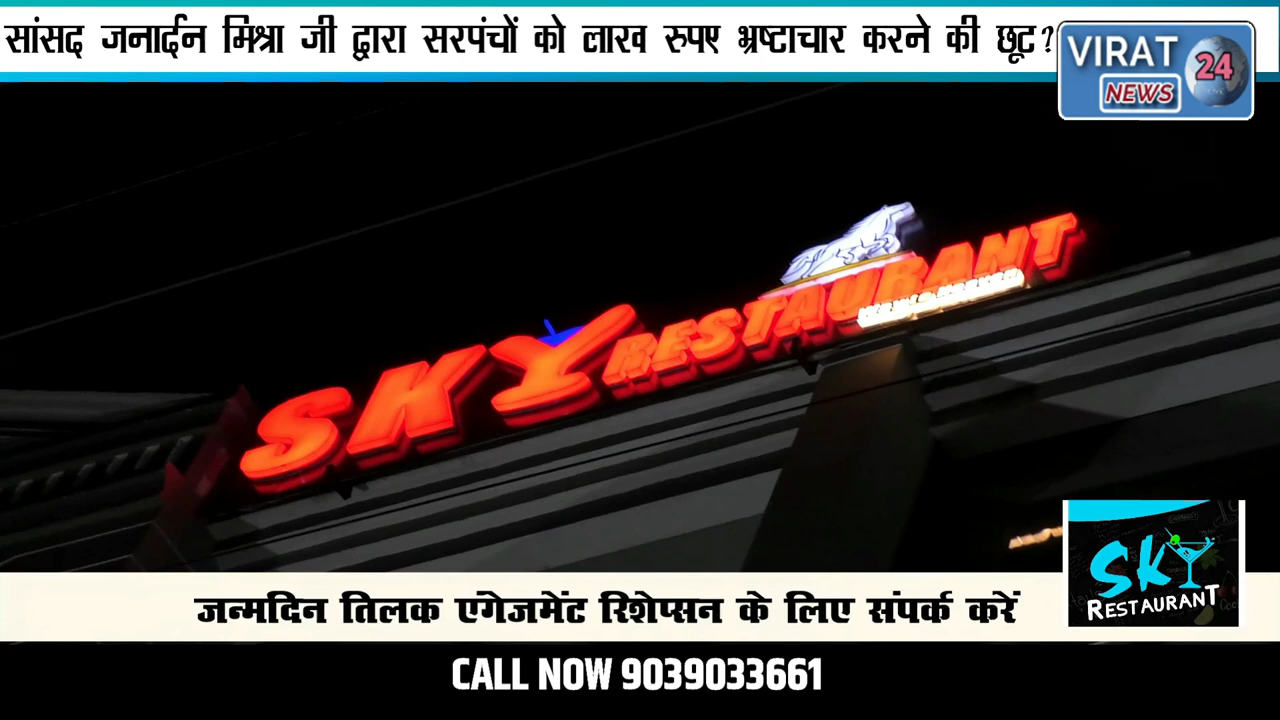 सांसद जनार्दन मिश्रा जी द्वारा सरपंचों को लाख रुपए भ्रष्टाचार करने की छूट?
VIRAT 24
NEWS
SKY RESTAURANT
SKY
RESTAURANT
जन्मदिन तिलक एंगेजमेंट रिशेप्सन के लिए संपर्क करें
CALL NOW 9039033661